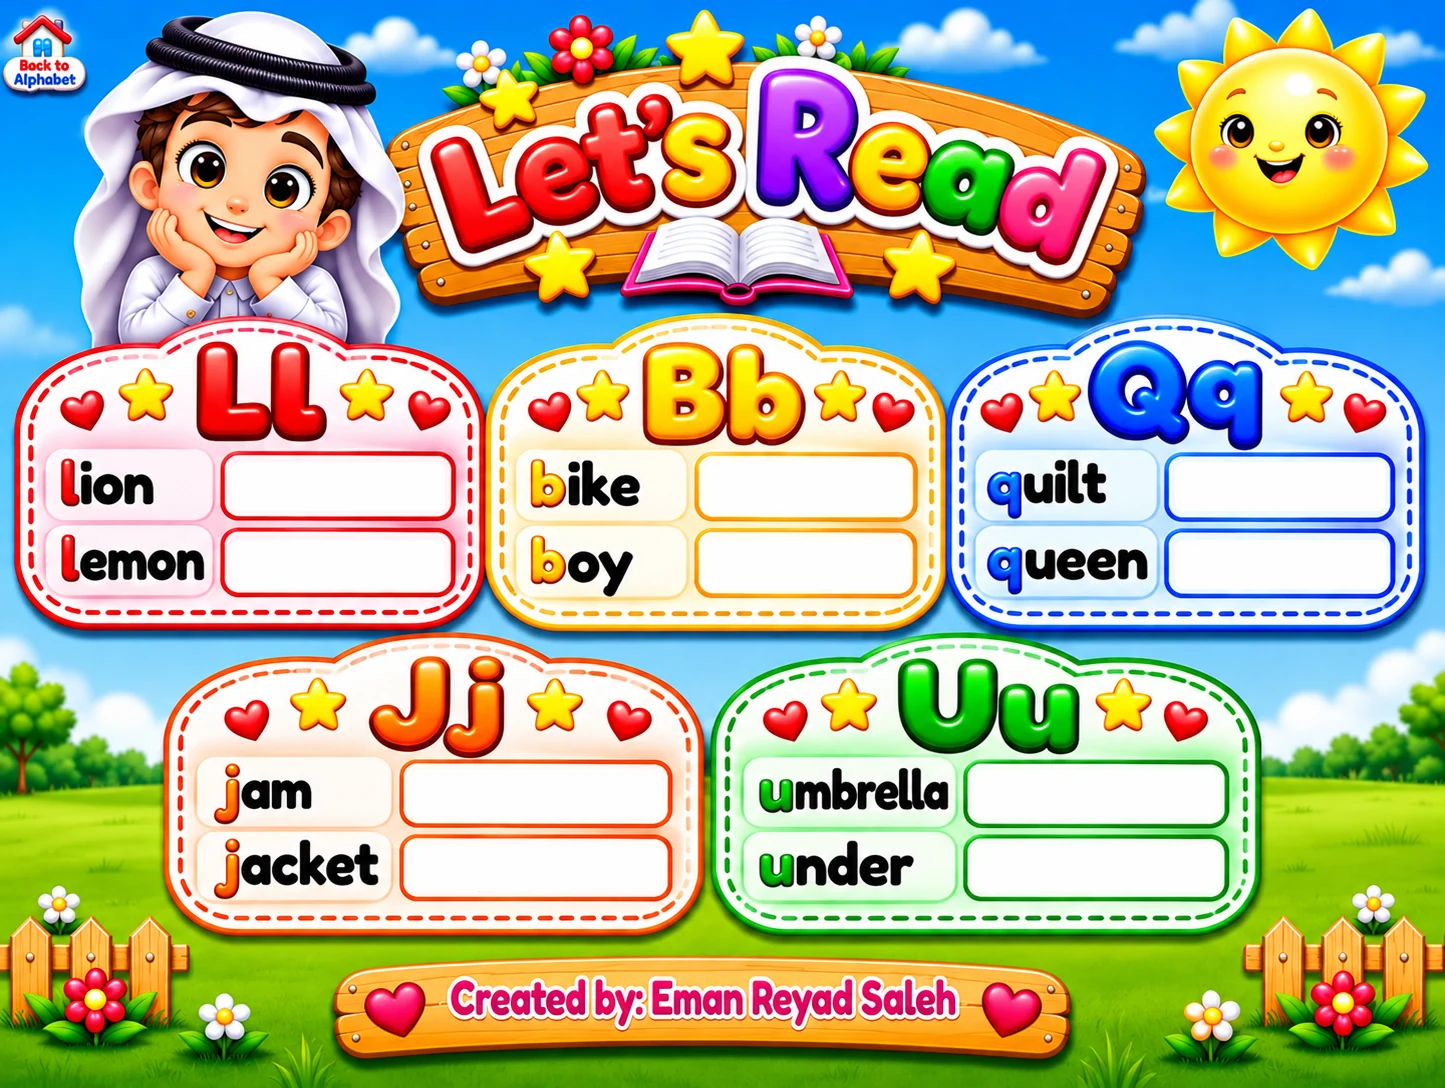 Back to
Alphabet
Let's Read
Ll
lion
lemon
Bb
bike
boy
Qq
quilt
queen
Jj
jam
jacket
Uu
umbrella
under
Created by: Eman Reyad Saleh